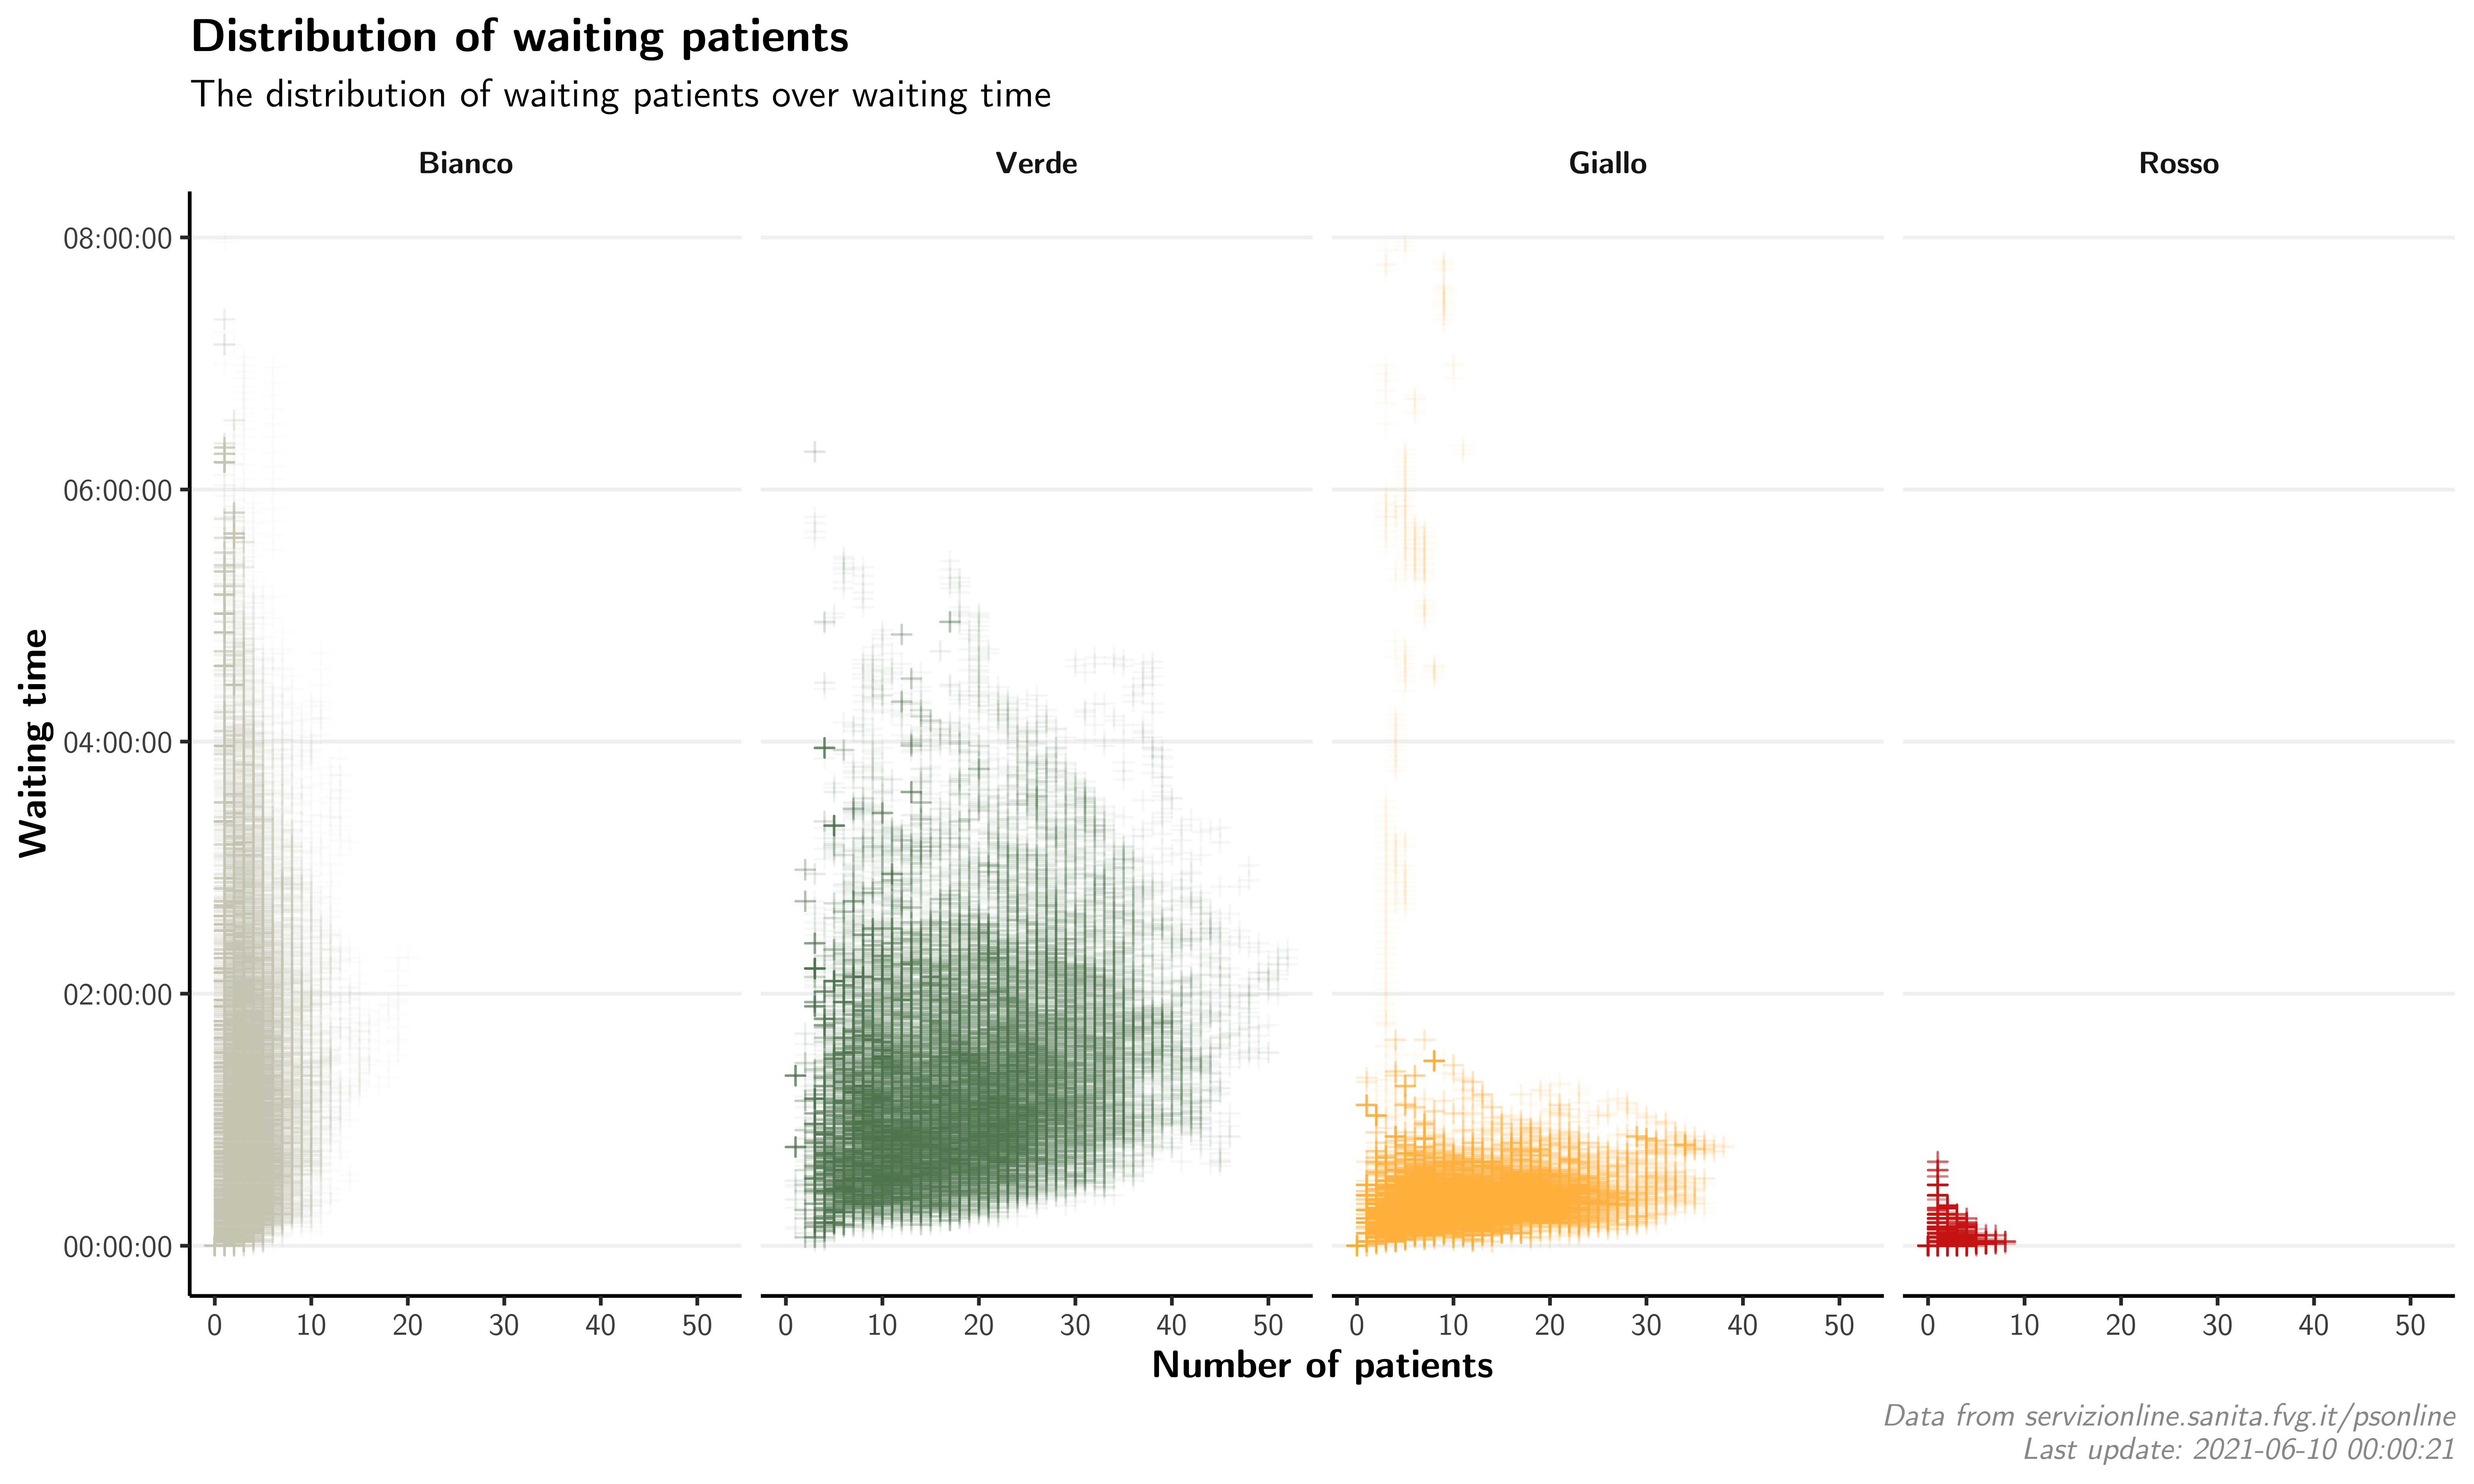 Distribution of waiting patients
The distribution of waiting patients over waiting time
Bianco Verde Giallo Rosso
Waiting time
08:00:00
06:00:00
04:00:00
02:00:00
00:00:00
0 10 20 30 40 50 0 10 20 30 40 50 0 10 20 30 40 50 0 10 20 30 40 50
Number of patients
Data from servizionline.sanita.fvg.it/psonline
Last update: 2021-06-10 00:00:21